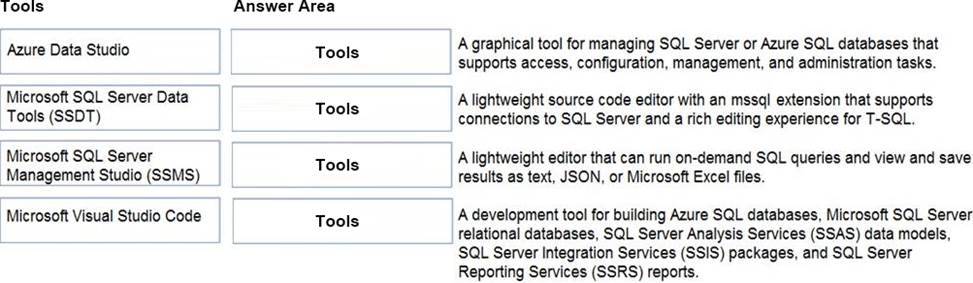 Tools
Answer Area
Azure Data Studio
Tools
A graphical tool for managing SQL Server or Azure SQL databases that
supports access, configuration, management, and administration tasks.
Microsoft SQL Server Data
Tools (SSDT)
Tools
A lightweight source code editor with an mssql extension that supports
connections to SQL Server and a rich editing experience for T-SQL.
Microsoft SQL Server
Management Studio (SSMS)
Tools
A lightweight editor that can run on-demand SQL queries and view and save
results as text, JSON, or Microsoft Excel files.
Microsoft Visual Studio Code
Tools
A development tool for building Azure SQL databases, Microsoft SQL Server
relational databases, SQL Server Analysis Services (SSAS) data models,
SQL Server Integration Services (SSIS) packages, and SQL Server
Reporting Services (SSRS) reports.